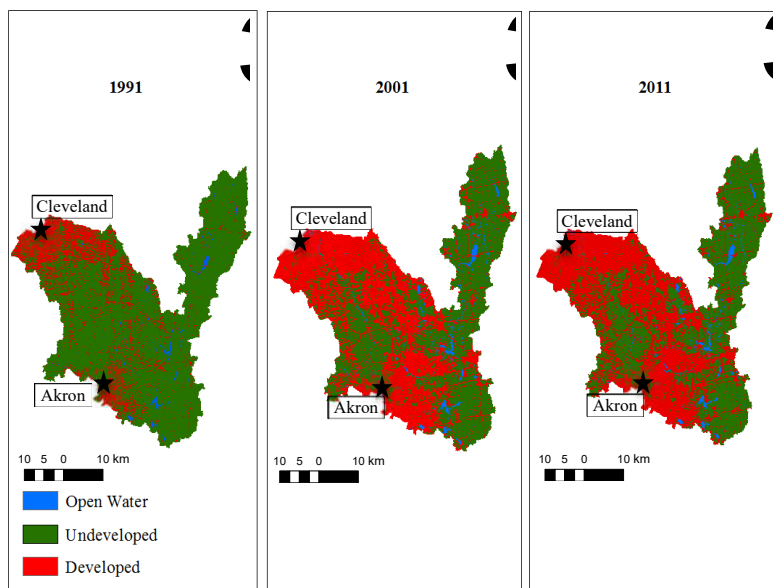 1991
2001
2011
Cleveland
Cleveland
Cleveland
Akron
Akron
Akron
10 5 0 10 km
10 5 0 10 km
10 5 0 10 km
Open Water
Undeveloped
Developed